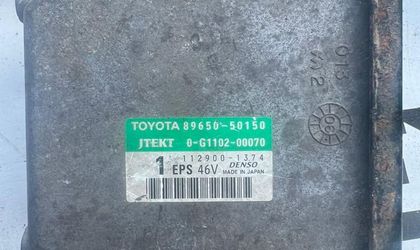 TOYOTA 89650-50150
JTEKT 0-G1102-00070
1 112900-1374
EPS 46V DENSO
MADE IN JAPAN